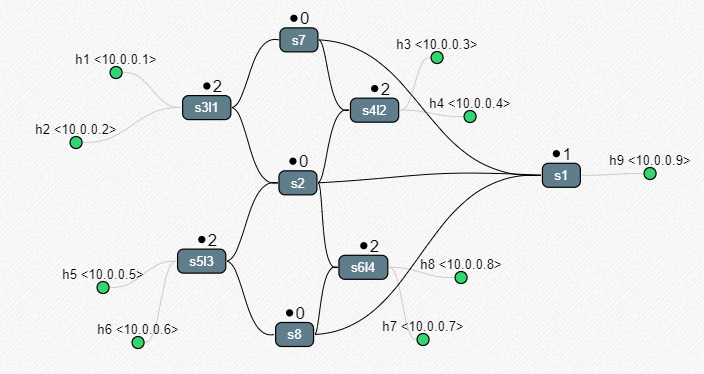 ● 0
s7
h3 <10.0.0.3>
h1 <10.0.0.1>
● 2
s3l1
● 2
s4l2
h4 <10.0.0.4>
h2 <10.0.0.2>
● 0
s2
● 1
s1
h9 <10.0.0.9>
● 2
s5l3
● 2
s6l4
h8 <10.0.0.8>
h5 <10.0.0.5>
● 0
s8
h6 <10.0.0.6>
h7 <10.0.0.7>